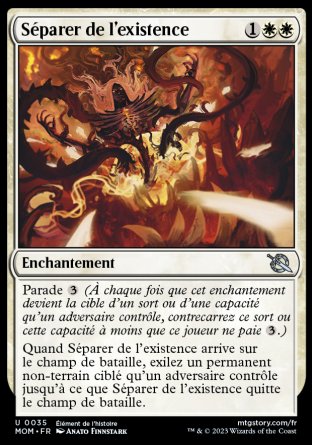 Séparer de l'existence 1
Enchantement
Parade 3 (À chaque fois que cet enchantement
devient la cible d'un sort ou d'une capacité
qu'un adversaire contrôle, contrecarrez ce sort ou
cette capacité à moins que ce joueur ne paie 3.)
Quand Séparer de l'existence arrive sur
le champ de bataille, exilez un permanent
non-terrain ciblé qu'un adversaire contrôle
jusqu'à ce que Séparer de l'existence quitte
le champ de bataille.
U 0035 Élément de l'histoire mtgstory.com/fr
MOM • FR Anato Finnstark ™ & © 2023 Wizards of the Coast